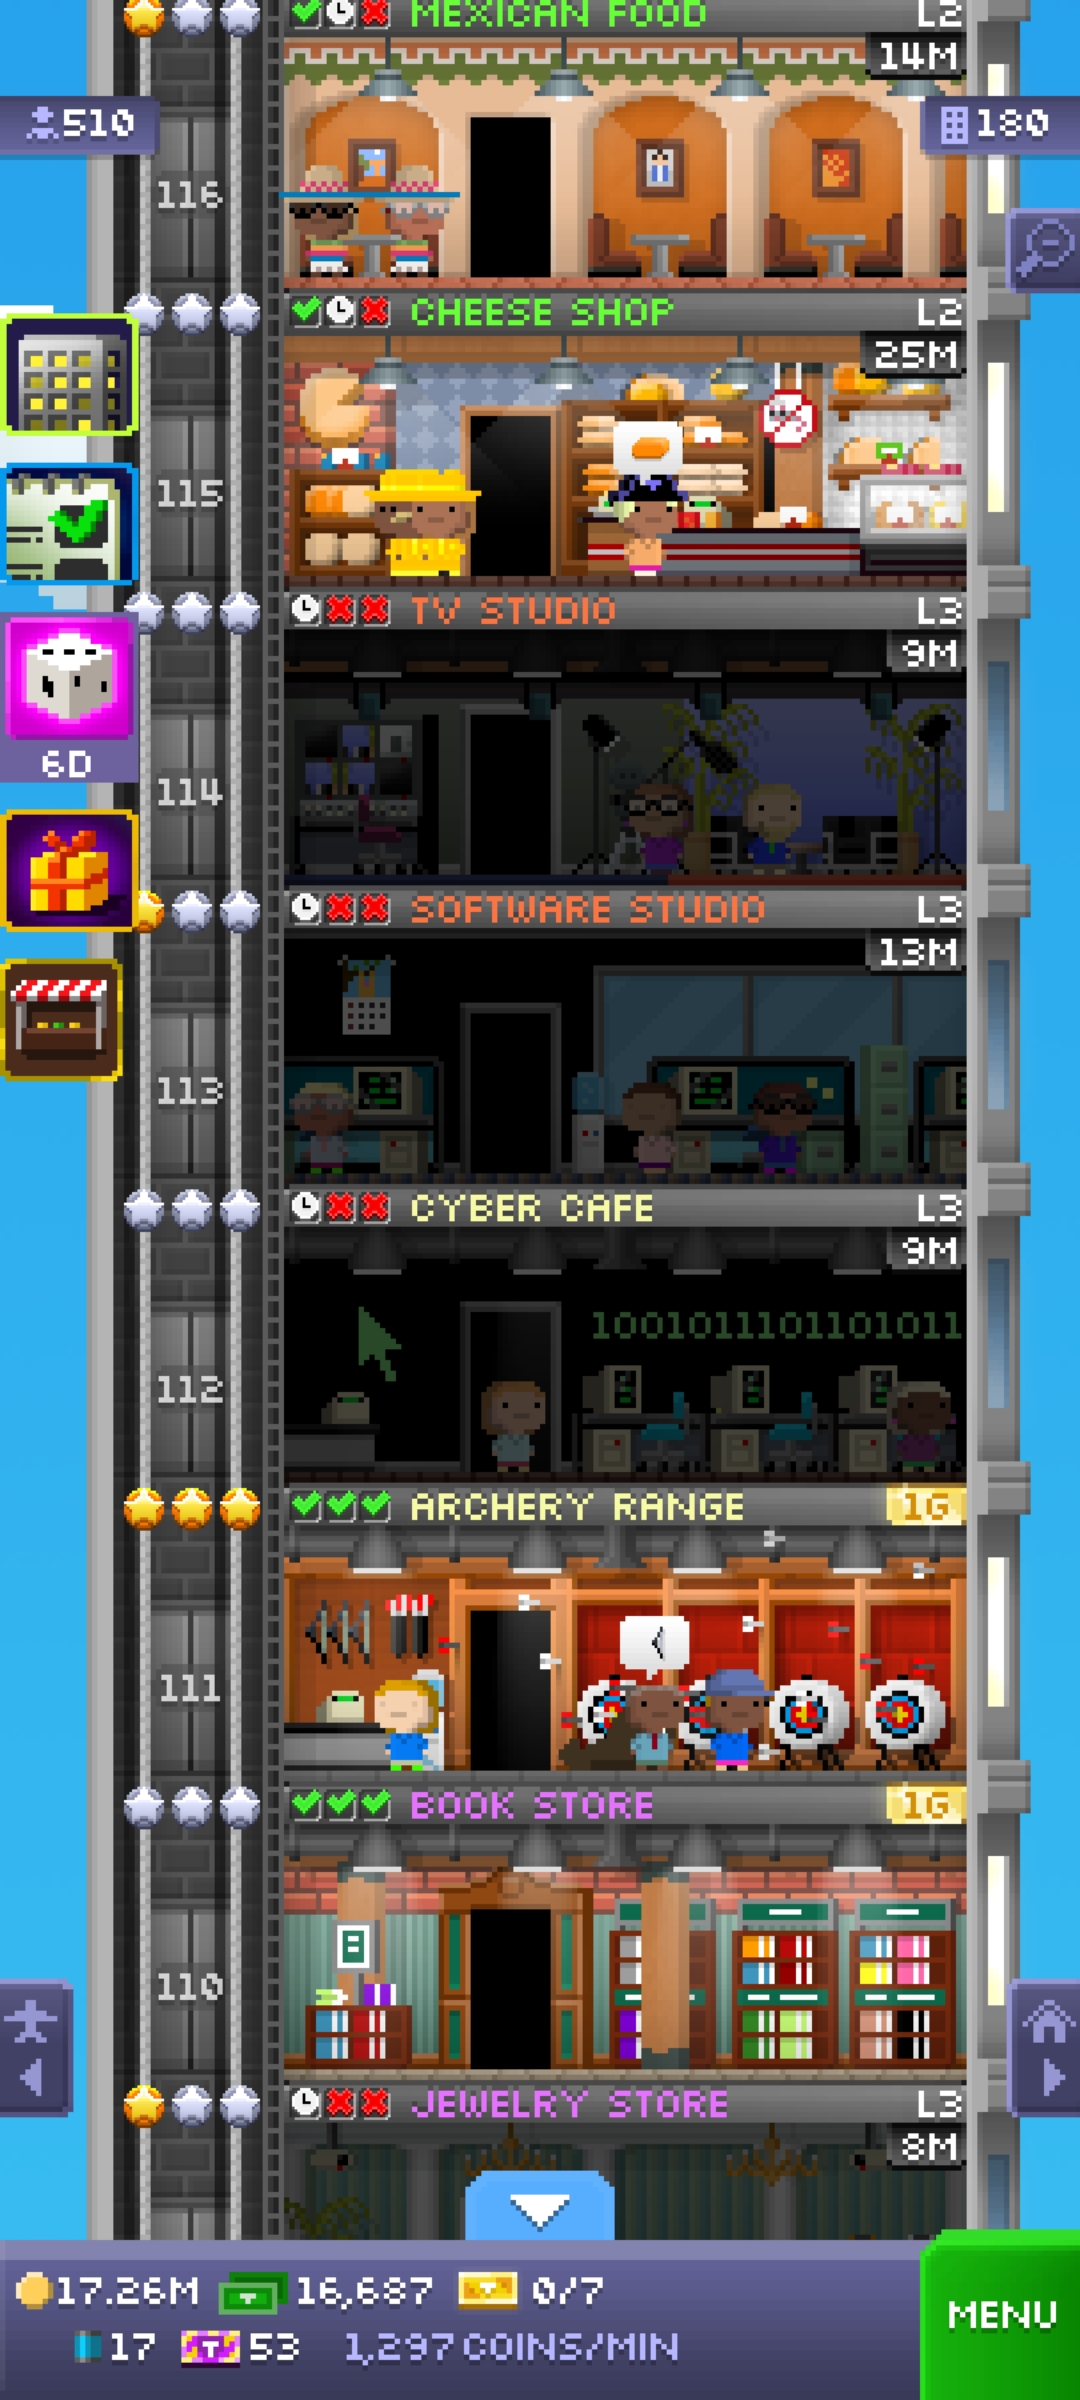 MEXICAN FOOD L2
14M
510
180
116
CHEESE SHOP L2
25M
115
TV STUDIO L3
9M
6D
114
SOFTWARE STUDIO L3
13M
113
CYBER CAFE L3
9M
1001011101101011
112
ARCHERY RANGE 1G
111
BOOK STORE 1G
110
JEWELRY STORE L3
8M
17.26M 16,687 0/7
MENU
17 53 1,297 COINS/MIN